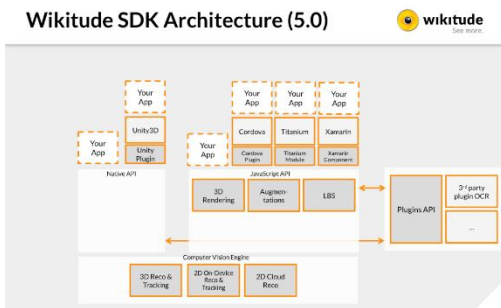 Wikitude SDK Architecture (5.0)
wikitude
See more.
Your
App
Your
App
Your
App
Your
App
Unity3D
Cordova
Titanium
Xamarin
Your
App
Unity
Plugin
Your
App
Cordova
Plugin
Titanium
Module
Xamarin
Component
Native API
JavaScript API
3D
Rendering
Augmen-
tations
LBS
Plugins API
3rd party
plugin OCR
...
Computer Vision Engine
3D Reco &
Tracking
2D On-Device
Reco &
Tracking
2D Cloud
Reco